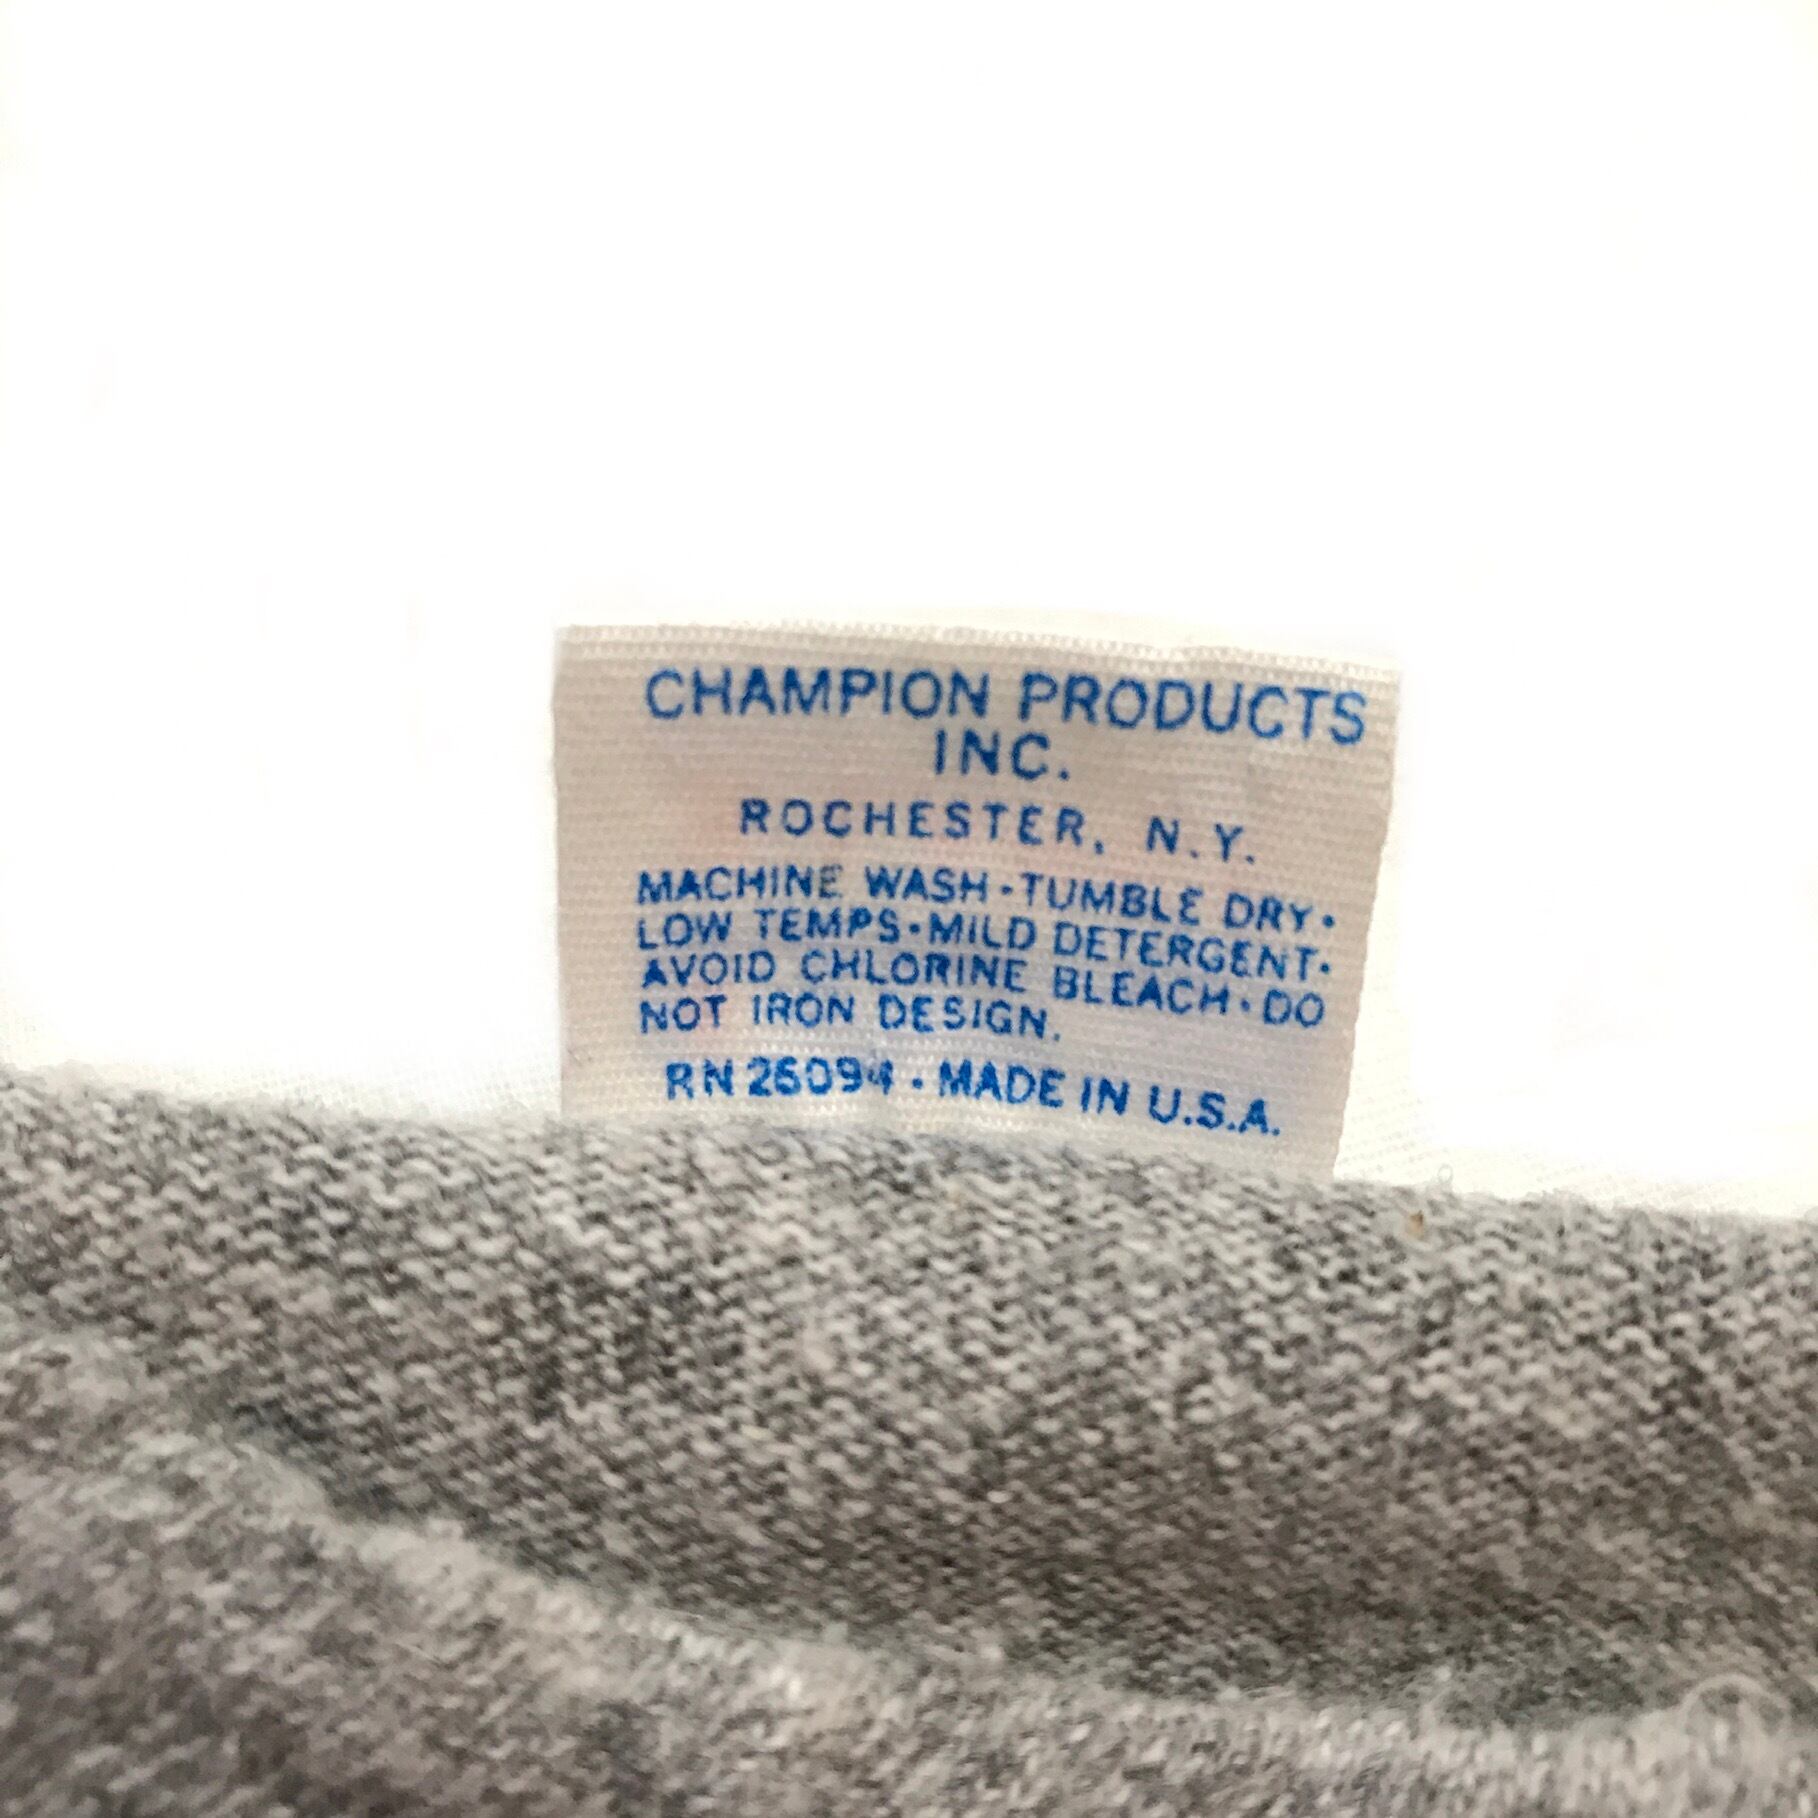 CHAMPION PRODUCTS
INC.
ROCHESTER, N.Y.
MACHINE WASH·TUMBLE DRY·
LOW TEMPS·MILD DETERGENT·
AVOID CHLORINE BLEACH·DO
NOT IRON DESIGN.
RN 26094·MADE IN U.S.A.